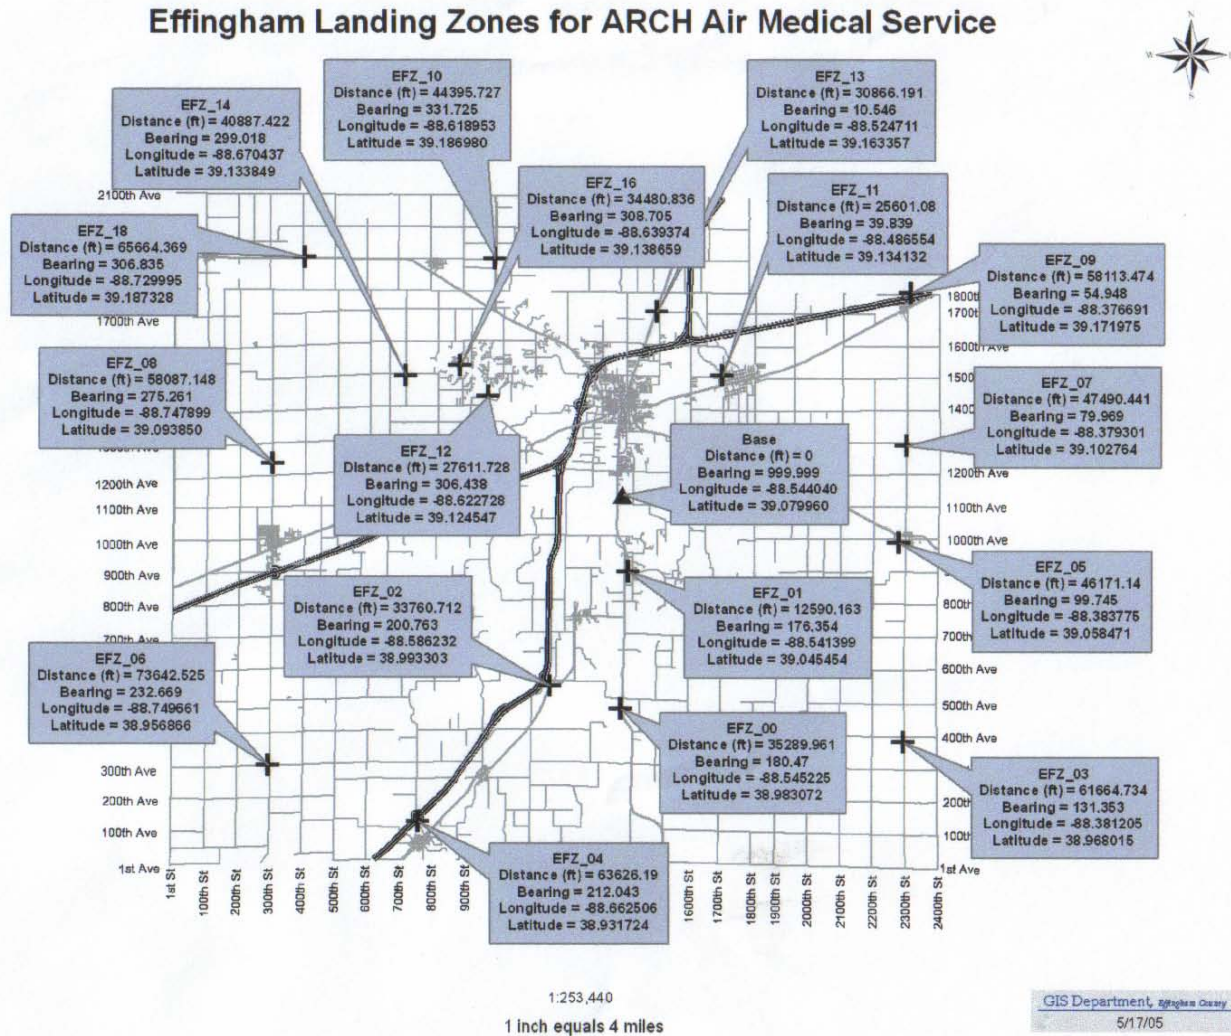 Effingham Landing Zones for ARCH Air Medical Service
N
W
S
EFZ_10
Distance (ft) = 44395.727
Bearing = 331.725
Longitude = -88.618953
Latitude = 39.186980
EFZ_13
Distance (ft) = 30866.191
Bearing = 10.546
Longitude = -88.524711
Latitude = 39.163357
EFZ_14
Distance (ft) = 40887.422
Bearing = 299.018
Longitude = -88.670437
Latitude = 39.133849
EFZ_16
Distance (ft) = 34480.836
Bearing = 308.705
Longitude = -88.639374
Latitude = 39.138659
EFZ_11
Distance (ft) = 25601.08
Bearing = 39.839
Longitude = -88.486554
Latitude = 39.134132
EFZ_18
Distance (ft) = 65664.369
Bearing = 306.835
Longitude = -88.729995
Latitude = 39.187328
EFZ_09
Distance (ft) = 58113.474
Bearing = 54.948
Longitude = -88.376691
Latitude = 39.171975
EFZ_08
Distance (ft) = 58087.148
Bearing = 275.261
Longitude = -88.747899
Latitude = 39.093850
EFZ_07
Distance (ft) = 47490.441
Bearing = 79.969
Longitude = -88.379301
Latitude = 39.102764
EFZ_12
Distance (ft) = 27611.728
Bearing = 306.438
Longitude = -88.622728
Latitude = 39.124547
Base
Distance (ft) = 0
Bearing = 999.999
Longitude = -88.544040
Latitude = 39.079960
EFZ_05
Distance (ft) = 46171.14
Bearing = 99.745
Longitude = -88.383775
Latitude = 39.058471
EFZ_02
Distance (ft) = 33760.712
Bearing = 200.763
Longitude = -88.586232
Latitude = 38.993303
EFZ_01
Distance (ft) = 12590.163
Bearing = 176.354
Longitude = -88.541399
Latitude = 39.045454
EFZ_06
Distance (ft) = 73642.525
Bearing = 232.669
Longitude = -88.749661
Latitude = 38.956866
EFZ_00
Distance (ft) = 35289.961
Bearing = 180.47
Longitude = -88.545225
Latitude = 38.983072
EFZ_03
Distance (ft) = 61664.734
Bearing = 131.353
Longitude = -88.381205
Latitude = 38.968015
EFZ_04
Distance (ft) = 63626.19
Bearing = 212.043
Longitude = -88.662506
Latitude = 38.931724
2100th Ave
1700th Ave
1200th Ave
1100th Ave
1000th Ave
900th Ave
800th Ave
700th Ave
300th Ave
200th Ave
100th Ave
1st Ave
1800th
1700t
1600th Ave
1500th
1400th
1200th Ave
1100th Ave
1000th Ave
800th
700th
600th Ave
500th Ave
400th Ave
200th
100th
1st Ave
1st St
100th St
200th St
300th St
400th St
500th St
600th St
700th St
800th St
900th St
1600th St
1700th St
1800th St
1900th St
2100th St
2200th St
2300th St
2400th St
1:253,440
1 inch equals 4 miles
GIS Department, Effingham County
5/17/05